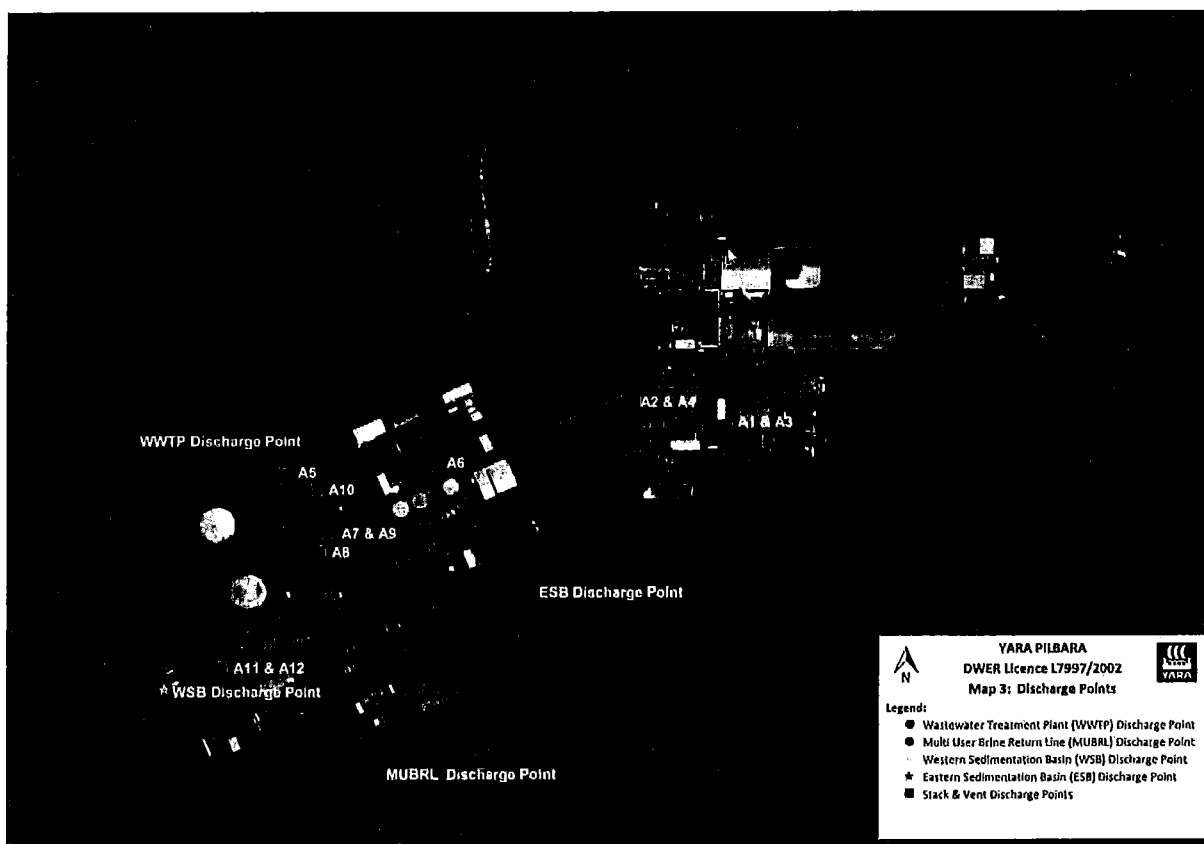 A2 & A4
A1 & A3
WWTP Discharge Point
A5
A6
A10
A7 & A9
A8
ESB Discharge Point
A11 & A12
WSB Discharge Point
MUBRL Discharge Point
YARA PILBARA
DWER Licence L7997/2002
Map 3: Discharge Points
N
YARA
Legend:
Wastewater Treatment Plant (WWTP) Discharge Point
Multi User Brine Return Line (MUBRL) Discharge Point
Western Sedimentation Basin (WSB) Discharge Point
Eastern Sedimentation Basin (ESB) Discharge Point
Stack & Vent Discharge Points